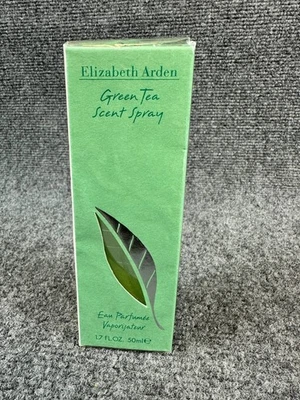 Elizabeth Arden
Green Tea
Scent Spray
Eau Parfumée
Vaporisateur
1.7 FL.OZ. 50ml e